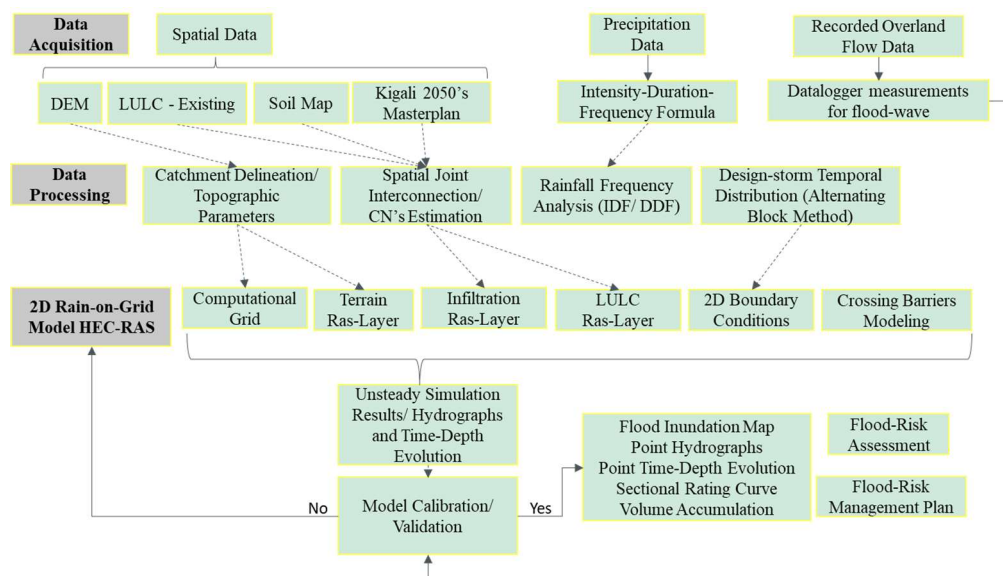 Data
Acquisition
Spatial Data
Precipitation
Data
Recorded Overland
Flow Data
DEM
LULC - Existing
Soil Map
Kigali 2050's
Masterplan
Intensity-Duration-
Frequency Formula
Datalogger measurements
for flood-wave
Data
Processing
Catchment Delineation/
Topographic
Parameters
Spatial Joint
Interconnection/
CN's Estimation
Rainfall Frequency
Analysis (IDF/ DDF)
Design-storm Temporal
Distribution (Alternating
Block Method)
2D Rain-on-Grid
Model HEC-RAS
Computational
Grid
Terrain
Ras-Layer
Infiltration
Ras-Layer
LULC
Ras-Layer
2D Boundary
Conditions
Crossing Barriers
Modeling
Unsteady Simulation
Results/ Hydrographs
and Time-Depth
Evolution
Flood Inundation Map
Point Hydrographs
Point Time-Depth Evolution
Sectional Rating Curve
Volume Accumulation
Flood-Risk
Assessment
Flood-Risk
Management Plan
No
Model Calibration/
Validation
Yes